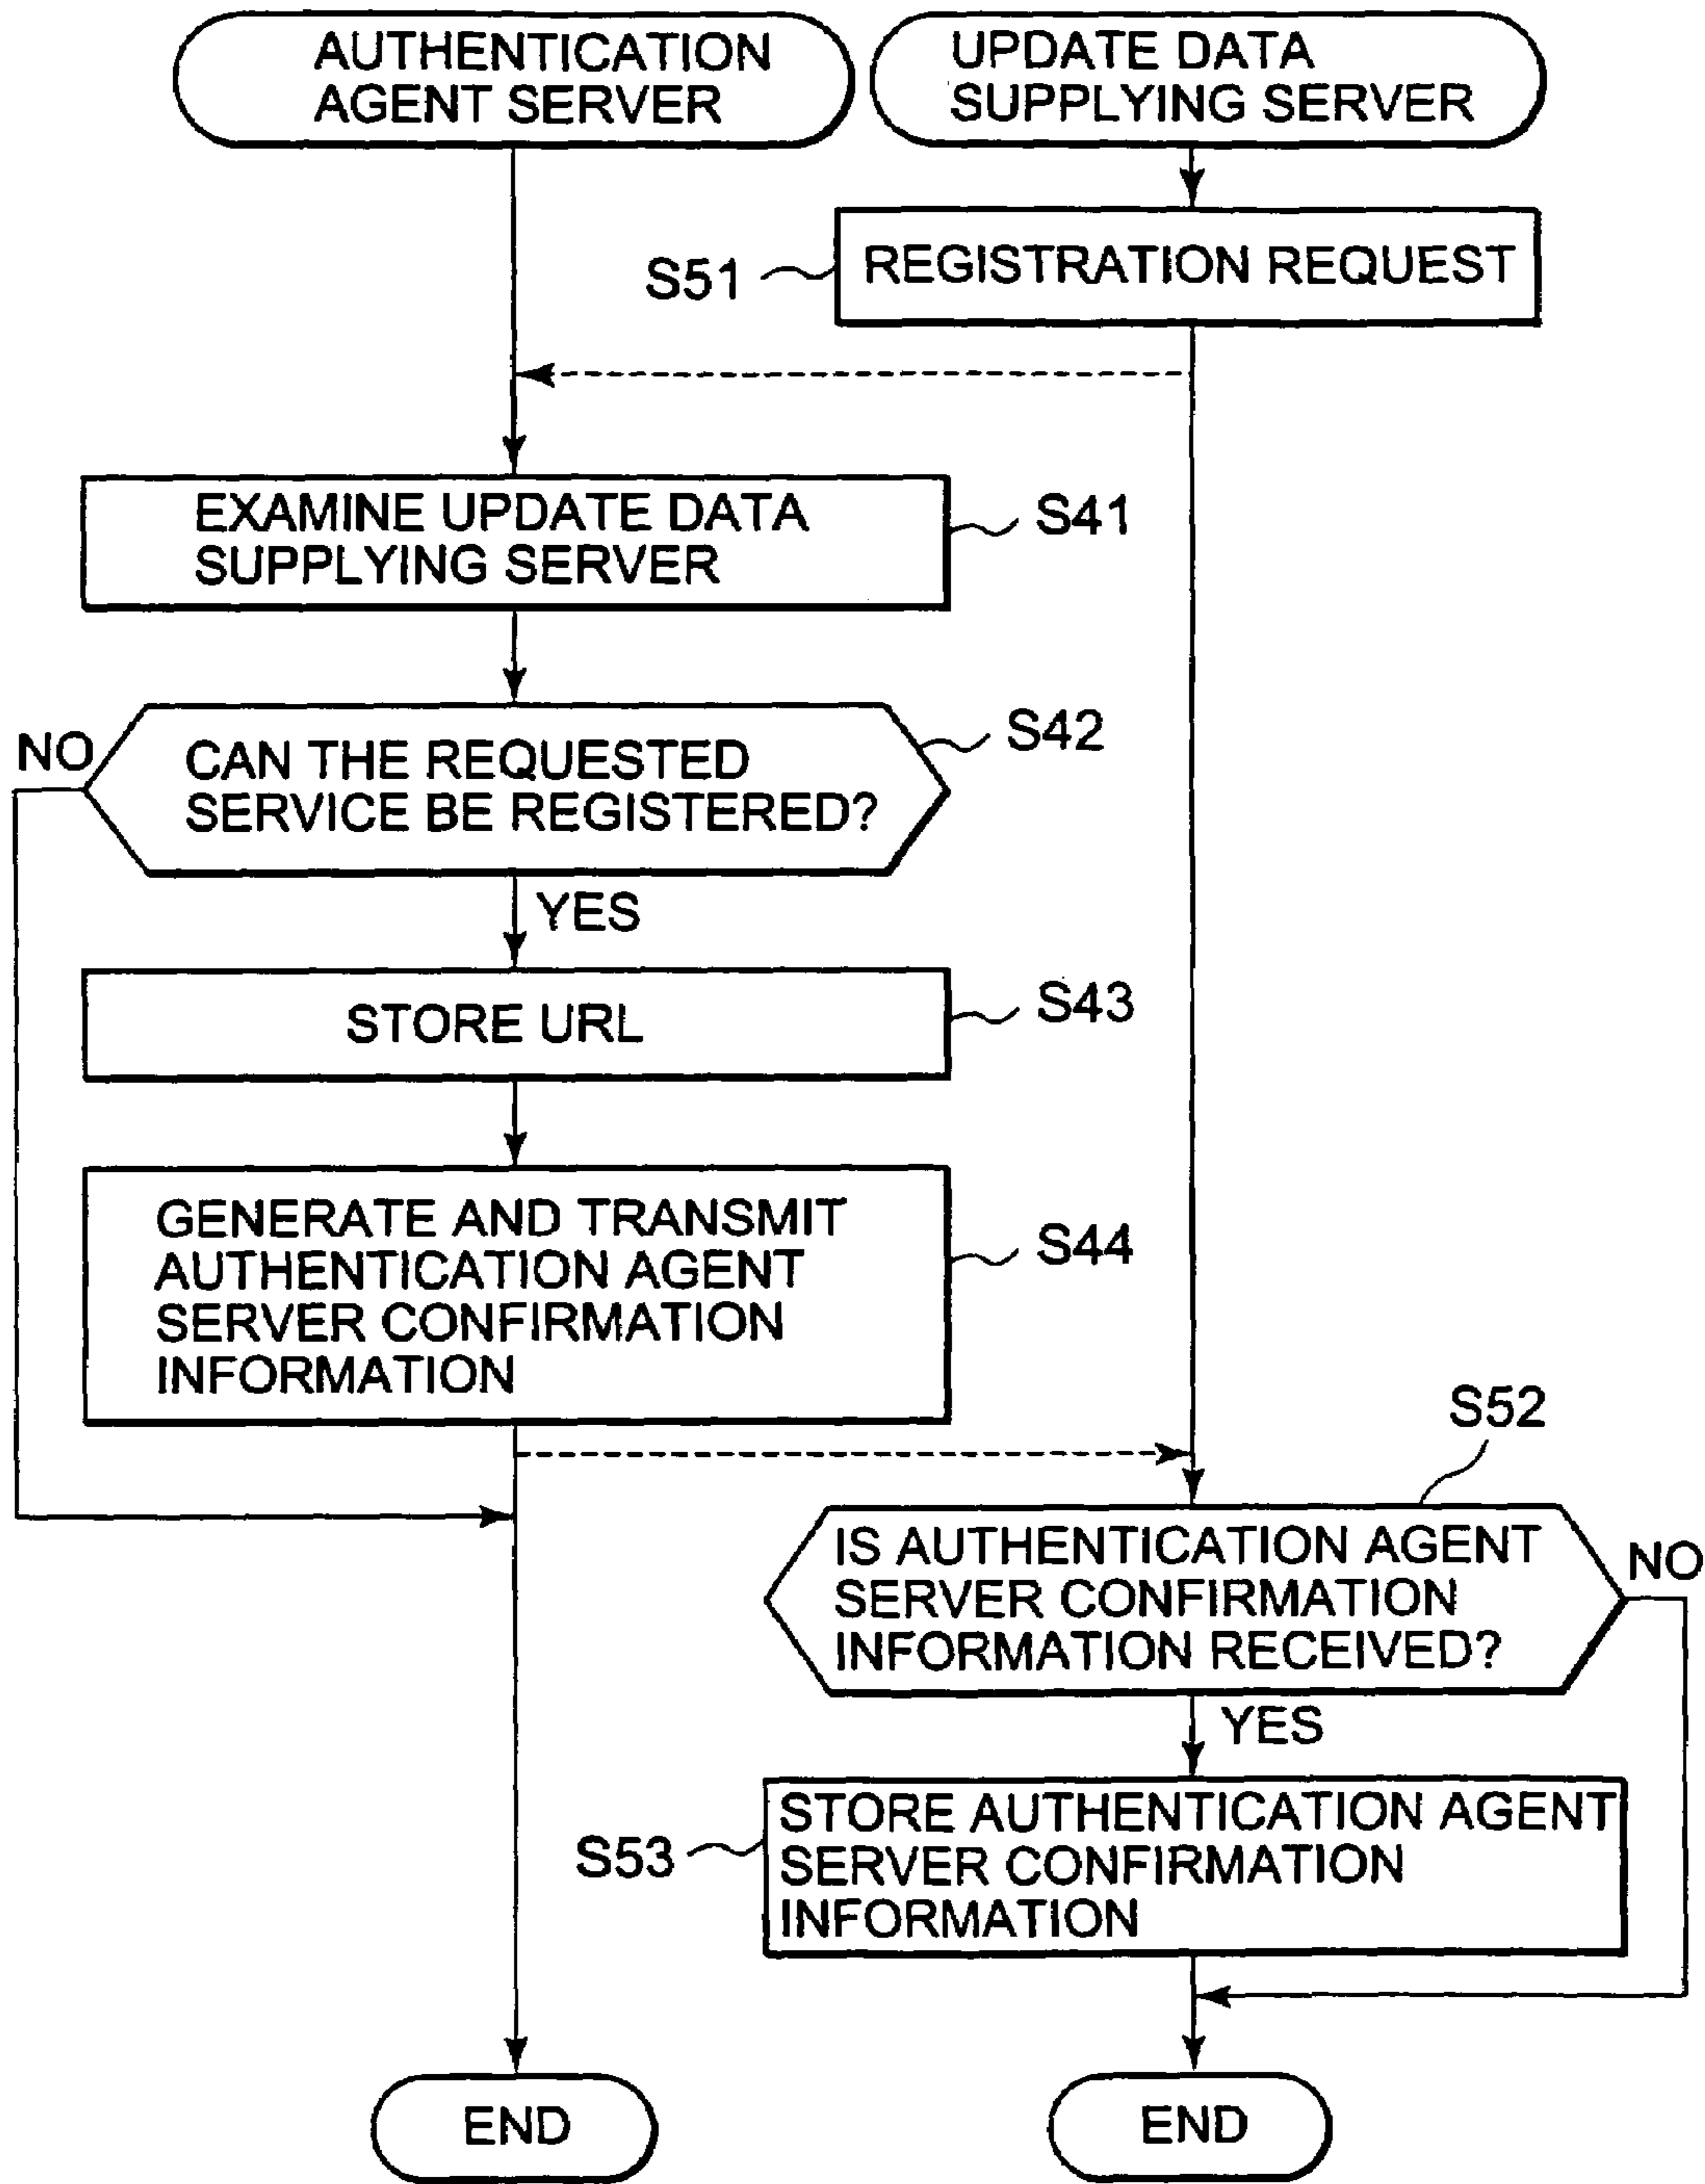 AUTHENTICATION
AGENT SERVER
UPDATE DATA
SUPPLYING SERVER
S51
REGISTRATION REQUEST
EXAMINE UPDATE DATA
SUPPLYING SERVER
S41
NO
CAN THE REQUESTED
SERVICE BE REGISTERED?
S42
YES
STORE URL
S43
GENERATE AND TRANSMIT
AUTHENTICATION AGENT
SERVER CONFIRMATION
INFORMATION
S44
S52
IS AUTHENTICATION AGENT
SERVER CONFIRMATION
INFORMATION RECEIVED?
NO
YES
S53
STORE AUTHENTICATION AGENT
SERVER CONFIRMATION
INFORMATION
END
END